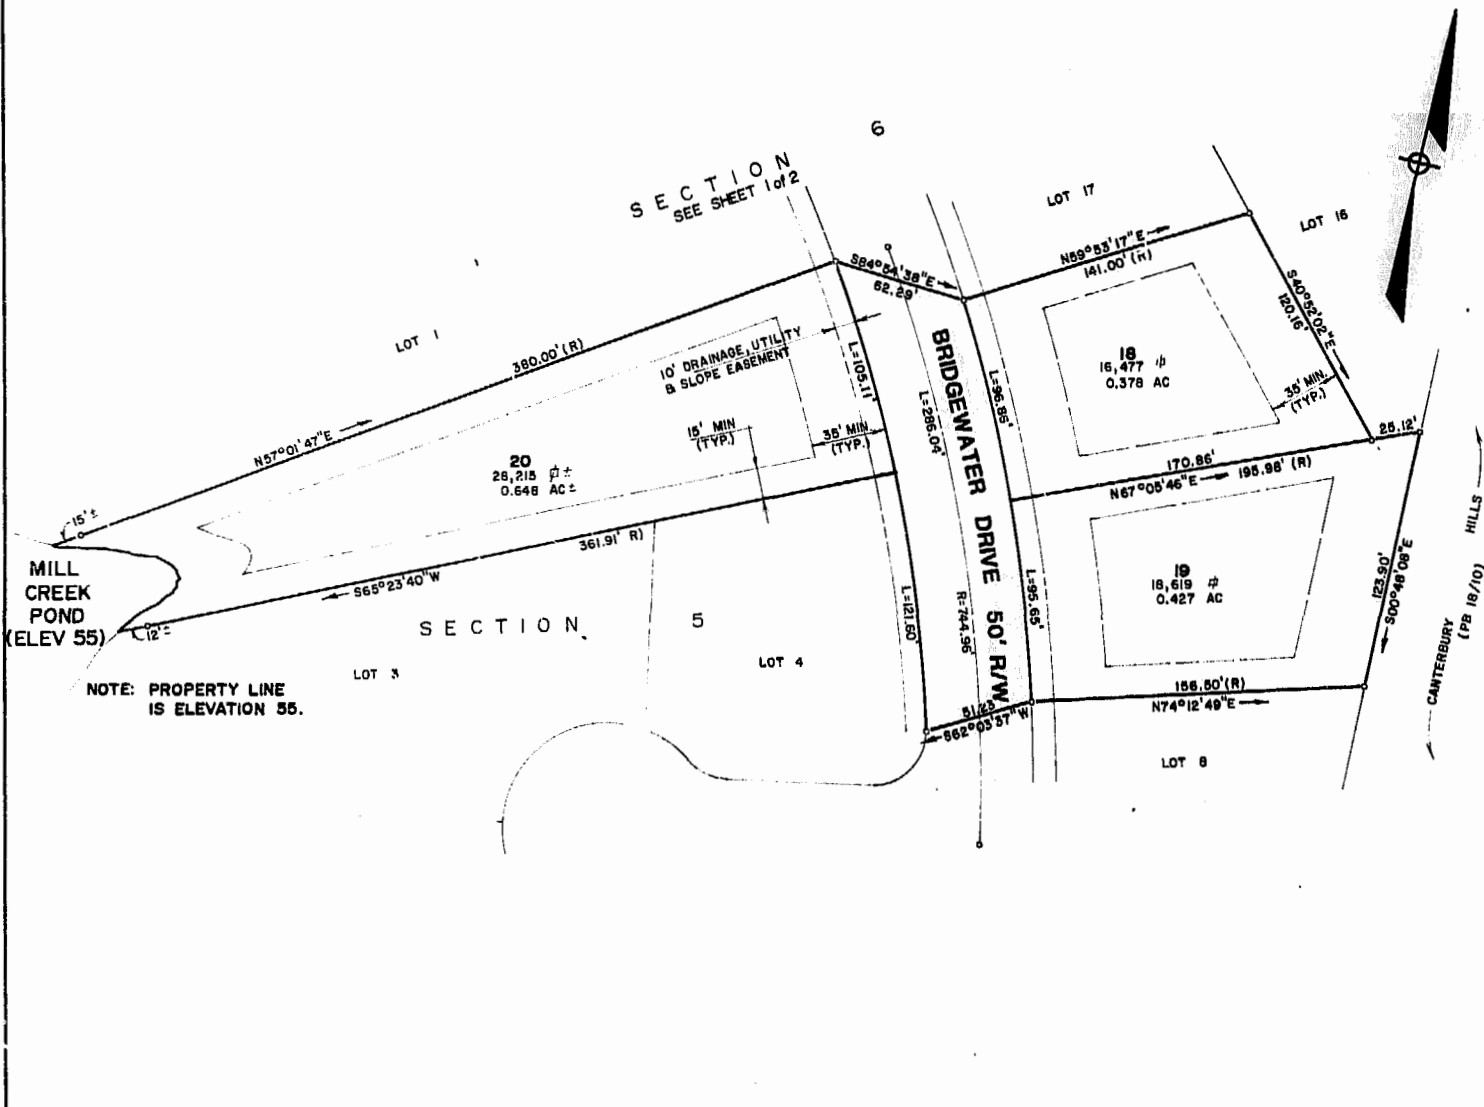 6
SECTION
SEE SHEET 1 of 2
LOT 17
LOT 16
N59°53'17"E
141.00' (R)
S84°54'38"E
62.29'
S40°52'02"E
120.16'
LOT 1
380.00' (R)
N57°01'47"E
10' DRAINAGE, UTILITY
& SLOPE EASEMENT
L=105.11'
BRIDGEWATER DRIVE 50' R/W
L=286.04'
R=744.96'
L=96.86'
18
16,477
0.378 AC
35' MIN.
(TYP.)
15' MIN
(TYP.)
35' MIN.
(TYP.)
25.12'
20
28,215 ±
0.648 AC ±
170.86'
N67°05'46"E
195.98' (R)
15' ±
361.91' R)
S65°23'40"W
MILL
CREEK
POND
(ELEV 55)
12' ±
SECTION
5
L=121.60'
L=95.65'
19
18,619
0.427 AC
123.90'
S00°48'08"E
CANTERBURY HILLS
(PB 18/10)
LOT 3
LOT 4
NOTE: PROPERTY LINE
IS ELEVATION 55.
51.23'
S62°03'37"W
156.50' (R)
N74°12'49"E
LOT 8